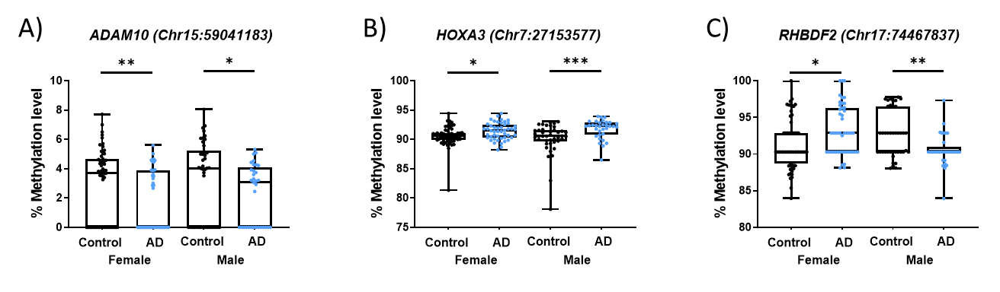 A)
ADAM10 (Chr15:59041183)
** *
% Methylation level
10
8
6
4
2
0
Control AD Control AD
Female Male
B)
HOXA3 (Chr7:27153577)
* ***
% Methylation level
100
95
90
85
80
75
Control AD Control AD
Female Male
C)
RHBDF2 (Chr17:74467837)
* **
% Methylation level
100
95
90
85
80
Control AD Control AD
Female Male